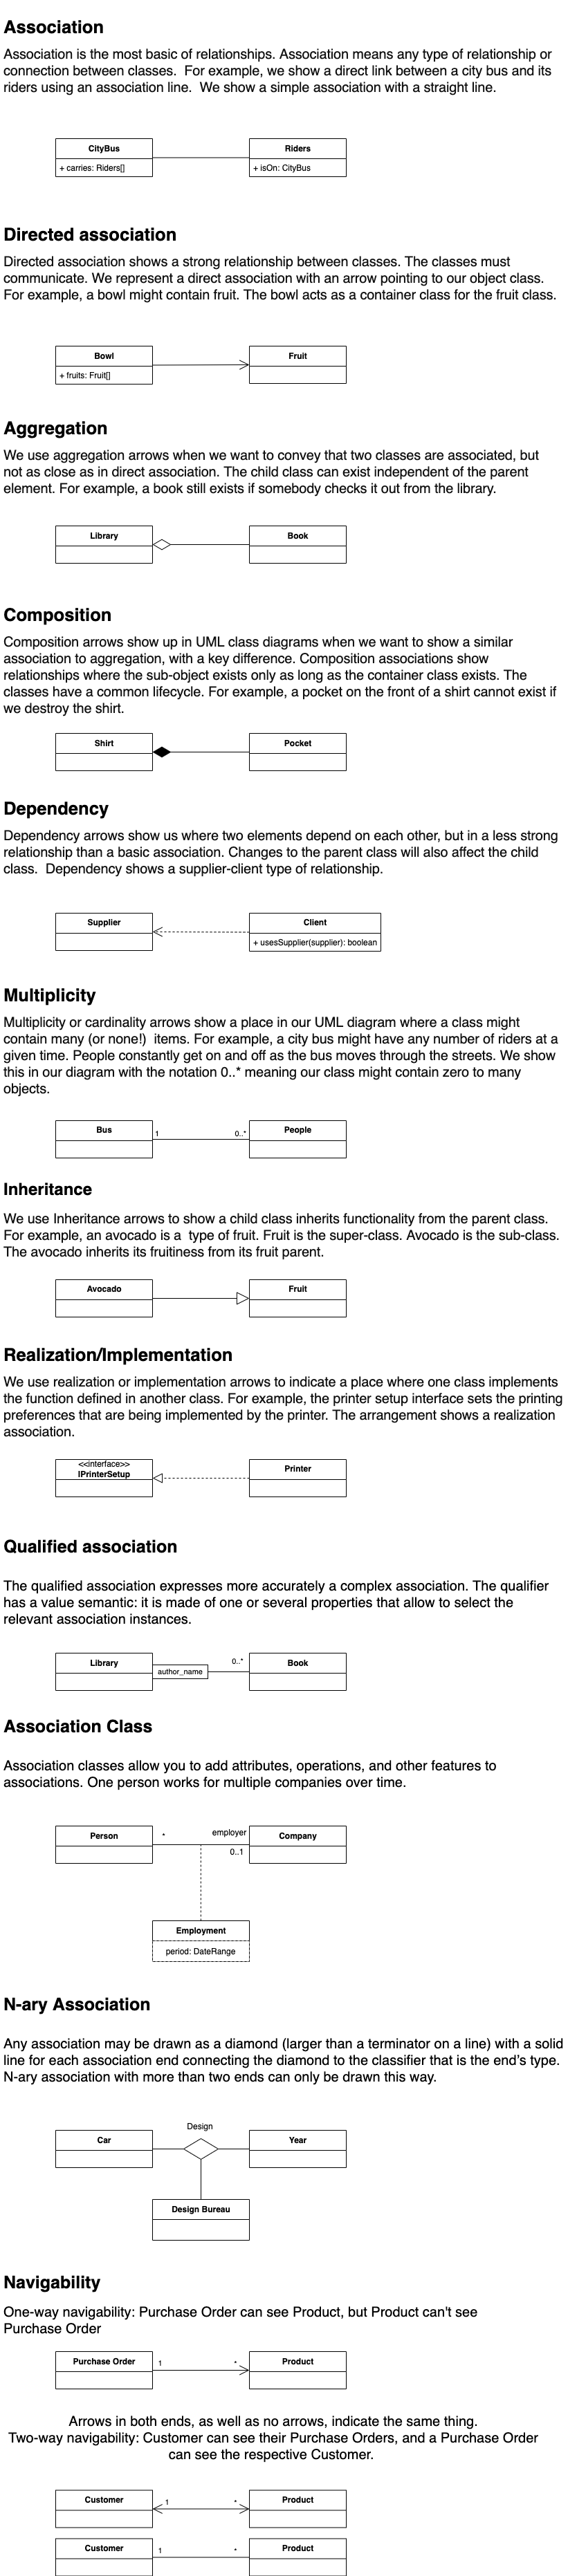 Association
Association is the most basic of relationships. Association means any type of relationship or
connection between classes.  For example, we show a direct link between a city bus and its
riders using an association line.  We show a simple association with a straight line.
CityBus
Riders
+ carries: Riders[]
+ isOn: CityBus
Directed association
Directed association shows a strong relationship between classes. The classes must
communicate. We represent a direct association with an arrow pointing to our object class.
For example, a bowl might contain fruit. The bowl acts as a container class for the fruit class.
Bowl
Fruit
+ fruits: Fruit[]
Aggregation
We use aggregation arrows when we want to convey that two classes are associated, but
not as close as in direct association. The child class can exist independent of the parent
element. For example, a book still exists if somebody checks it out from the library.
Library
Book
Composition
Composition arrows show up in UML class diagrams when we want to show a similar
association to aggregation, with a key difference. Composition associations show
relationships where the sub-object exists only as long as the container class exists. The
classes have a common lifecycle. For example, a pocket on the front of a shirt cannot exist if
we destroy the shirt.
Shirt
Pocket
Dependency
Dependency arrows show us where two elements depend on each other, but in a less strong
relationship than a basic association. Changes to the parent class will also affect the child
class.  Dependency shows a supplier-client type of relationship.
Supplier
Client
+ usesSupplier(supplier): boolean
Multiplicity
Multiplicity or cardinality arrows show a place in our UML diagram where a class might
contain many (or none!)  items. For example, a city bus might have any number of riders at a
given time. People constantly get on and off as the bus moves through the streets. We show
this in our diagram with the notation 0..* meaning our class might contain zero to many
objects.
Bus
1
0..*
People
Inheritance
We use Inheritance arrows to show a child class inherits functionality from the parent class.
For example, an avocado is a  type of fruit. Fruit is the super-class. Avocado is the sub-class.
The avocado inherits its fruitiness from its fruit parent.
Avocado
Fruit
Realization/Implementation
We use realization or implementation arrows to indicate a place where one class implements
the function defined in another class. For example, the printer setup interface sets the printing
preferences that are being implemented by the printer. The arrangement shows a realization
association.
<<interface>>
IPrinterSetup
Printer
Qualified association
The qualified association expresses more accurately a complex association. The qualifier
has a value semantic: it is made of one or several properties that allow to select the
relevant association instances.
Library
author_name
0..*
Book
Association Class
Association classes allow you to add attributes, operations, and other features to
associations. One person works for multiple companies over time.
Person
*
employer
Company
0..1
Employment
period: DateRange
N-ary Association
Any association may be drawn as a diamond (larger than a terminator on a line) with a solid
line for each association end connecting the diamond to the classifier that is the end’s type.
N-ary association with more than two ends can only be drawn this way.
Design
Car
Year
Design Bureau
Navigability
One-way navigability: Purchase Order can see Product, but Product can't see
Purchase Order
Purchase Order
1
*
Product
Arrows in both ends, as well as no arrows, indicate the same thing.
Two-way navigability: Customer can see their Purchase Orders, and a Purchase Order
can see the respective Customer.
Customer
1
*
Product
Customer
1
*
Product